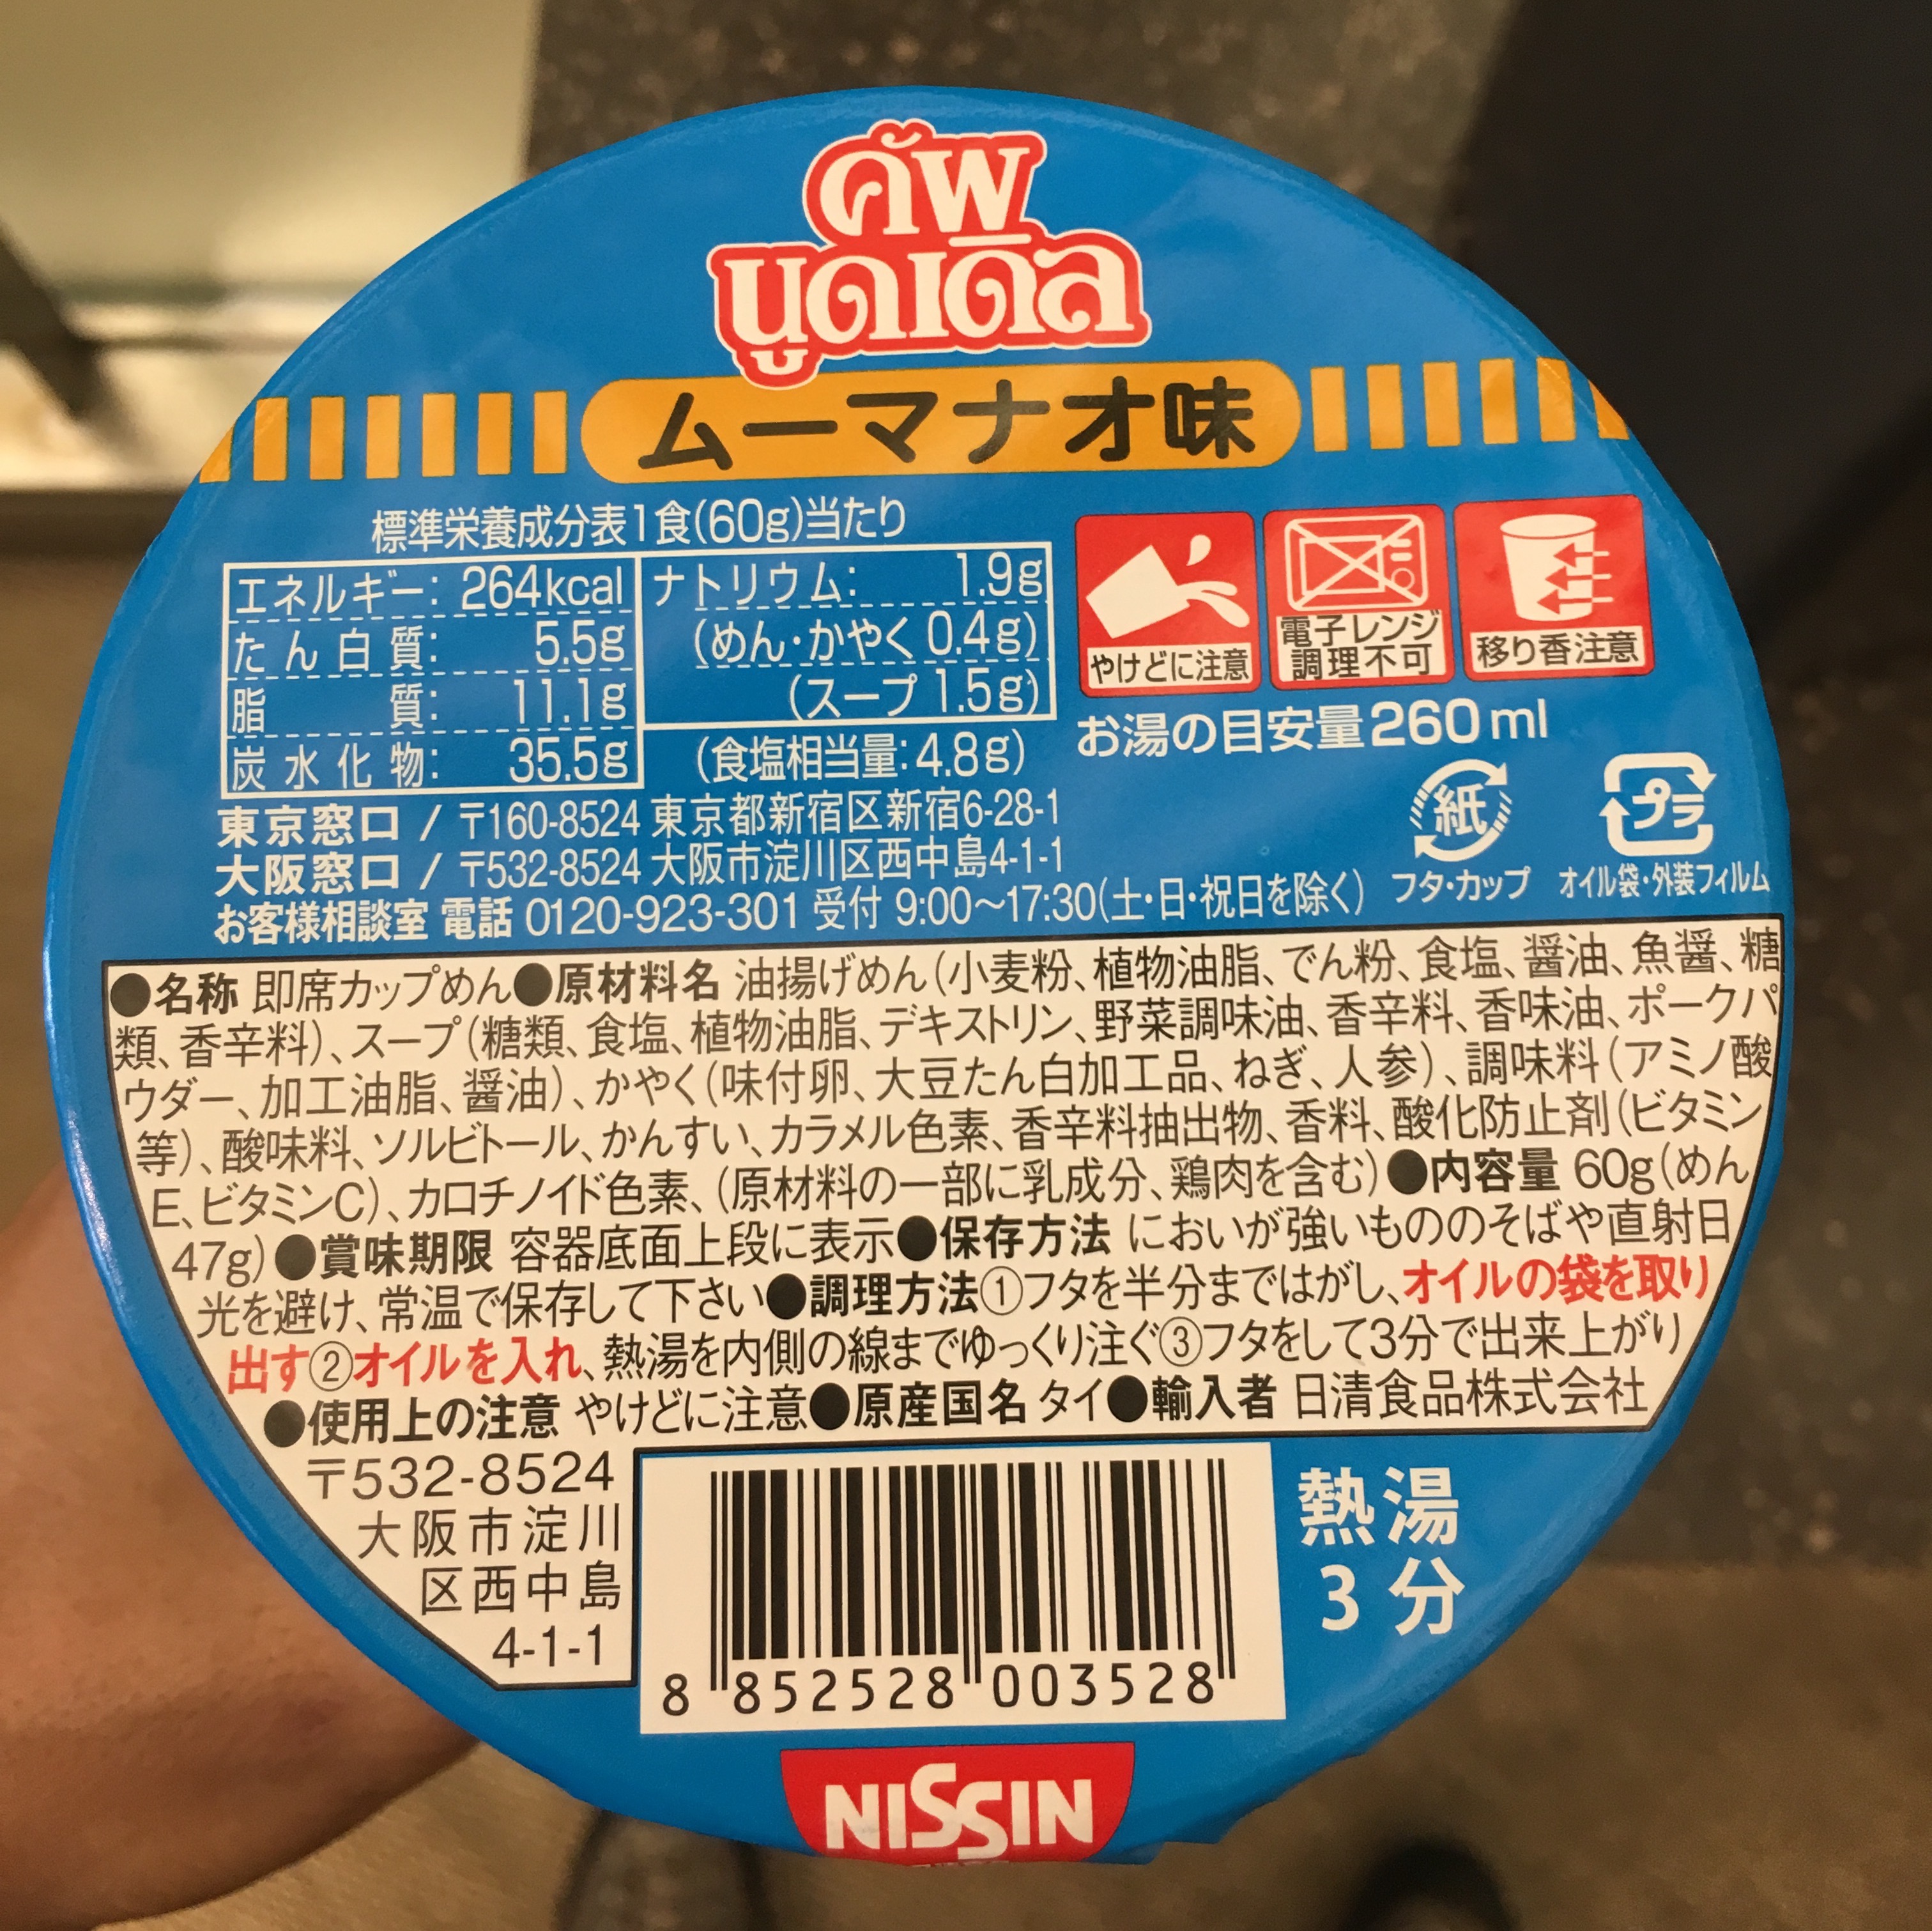 คัพ
นูดเดิล
ムーマナオ味
標準栄養成分表1食(60g)当たり
エネルギー: 264kcal
たん白質: 5.5g
脂質: 11.1g
炭水化物: 35.5g
ナトリウム: 1.9g
(めん・かやく 0.4g)
(スープ 1.5g)
(食塩相当量:4.8g)
やけどに注意
電子レンジ
調理不可
移り香注意
お湯の目安量260ml
紙
フタ・カップ
プラ
オイル袋・外装フィルム
東京窓口 / 〒160-8524 東京都新宿区新宿6-28-1
大阪窓口 / 〒532-8524 大阪市淀川区西中島4-1-1
お客様相談室 電話 0120-923-301 受付 9:00〜17:30(土・日・祝日を除く)
●名称 即席カップめん●原材料名 油揚げめん(小麦粉、植物油脂、でん粉、食塩、醤油、魚醤、糖
類、香辛料)、スープ(糖類、食塩、植物油脂、デキストリン、野菜調味油、香辛料、香味油、ポークパ
ウダー、加工油脂、醤油)、かやく(味付卵、大豆たん白加工品、ねぎ、人参)、調味料(アミノ酸
等)、酸味料、ソルビトール、かんすい、カラメル色素、香辛料抽出物、香料、酸化防止剤(ビタミン
E、ビタミンC)、カロチノイド色素、(原材料の一部に乳成分、鶏肉を含む)●内容量 60g(めん
47g)●賞味期限 容器底面上段に表示●保存方法 においが強いもののそばや直射日
光を避け、常温で保存して下さい●調理方法①フタを半分まではがし、オイルの袋を取り
出す②オイルを入れ、熱湯を内側の線までゆっくり注ぐ③フタをして3分で出来上がり
●使用上の注意 やけどに注意●原産国名 タイ●輸入者 日清食品株式会社
〒532-8524
大阪市淀川
区西中島
4-1-1
8 852528 003528
熱湯
3分
NISSIN